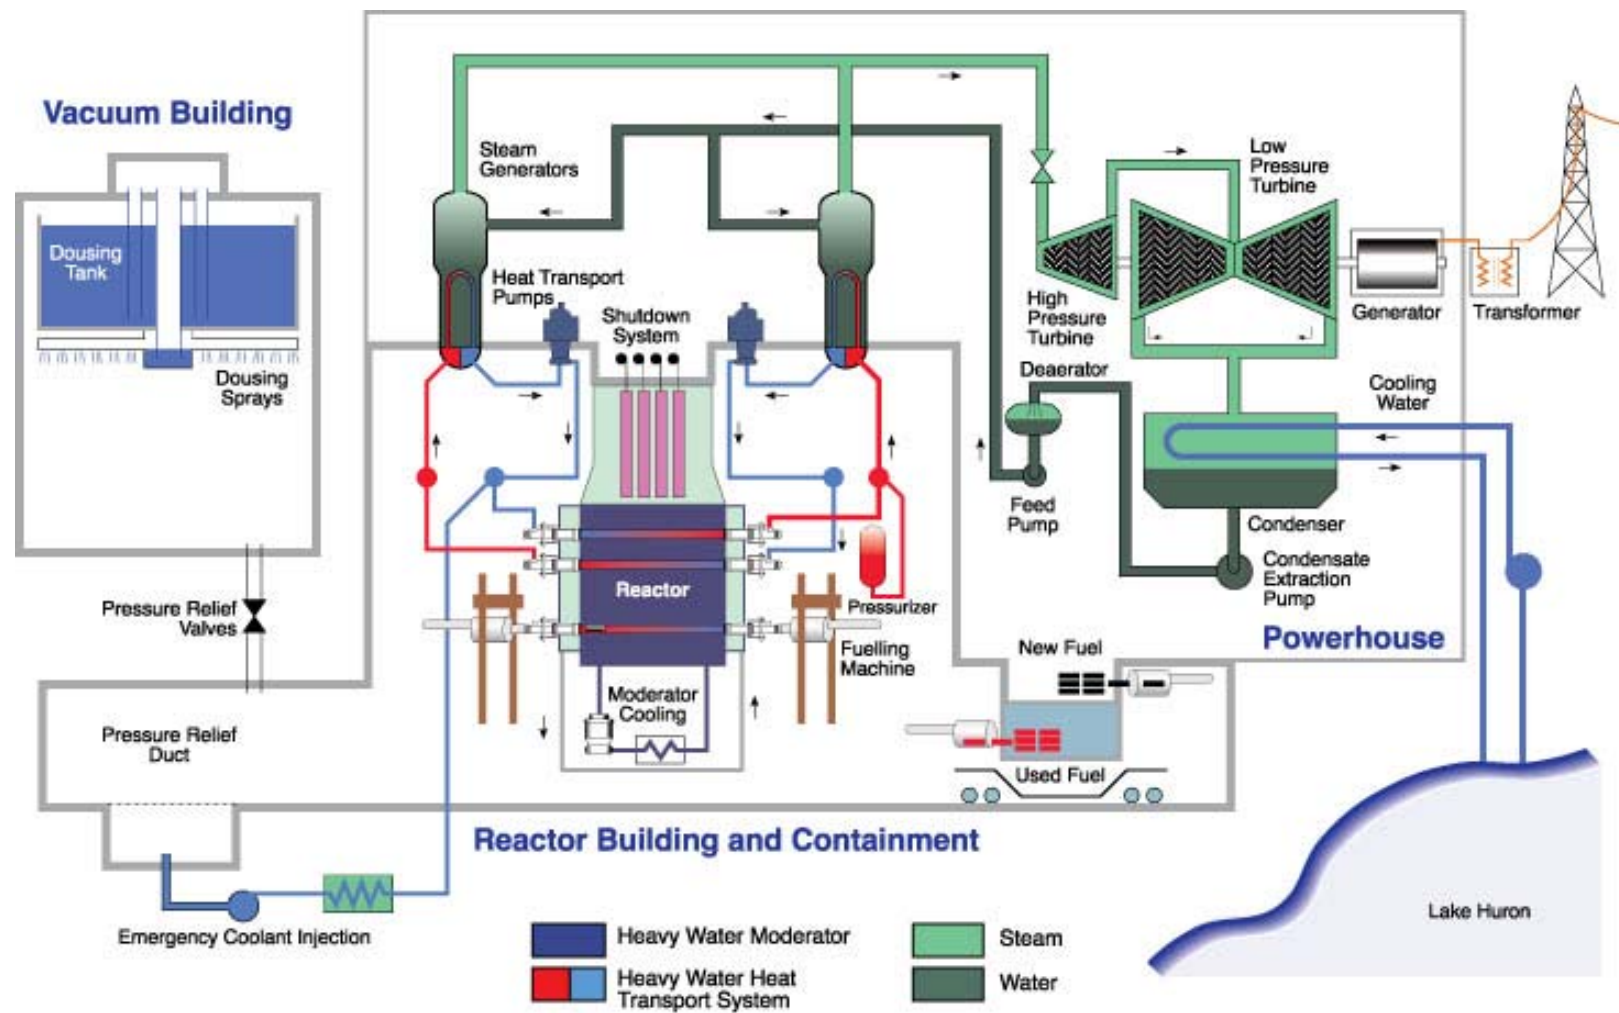 Vacuum Building
Dousing
Tank
Dousing
Sprays
Steam
Generators
Heat Transport
Pumps
Shutdown
System
Low
Pressure
Turbine
High
Pressure
Turbine
Generator
Transformer
Deaerator
Cooling
Water
Feed
Pump
Condenser
Condensate
Extraction
Pump
Reactor
Pressurizer
Powerhouse
Pressure Relief
Valves
Fuelling
Machine
New Fuel
Moderator
Cooling
Pressure Relief
Duct
Used Fuel
Reactor Building and Containment
Lake Huron
Emergency Coolant Injection
Heavy Water Moderator
Steam
Heavy Water Heat
Transport System
Water